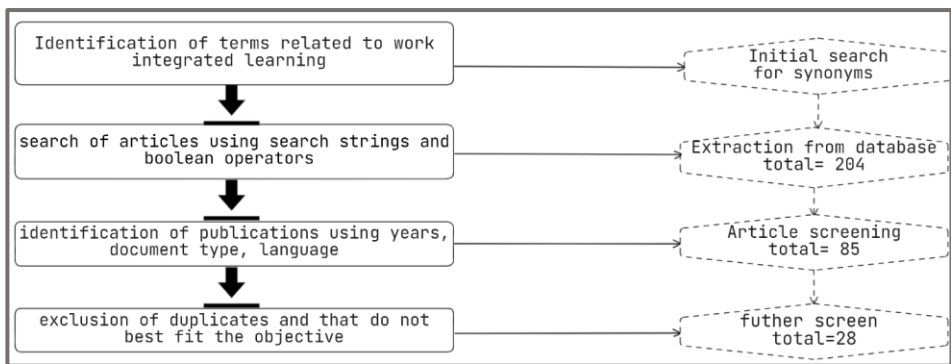 Identification of terms related to work
integrated learning
Initial search
for synonyms
search of articles using search strings and
boolean operators
Extraction from database
total= 204
identification of publications using years,
document type, language
Article screening
total= 85
exclusion of duplicates and that do not
best fit the objective
futher screen
total=28